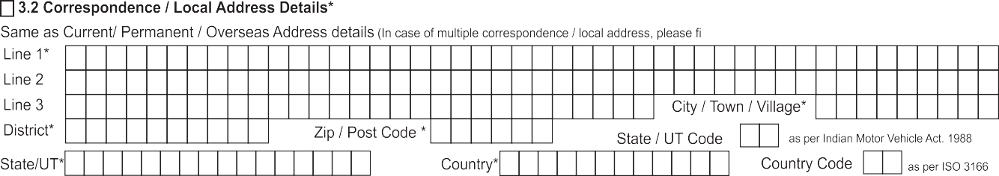 3.2 Correspondence / Local Address Details*
Same as Current/ Permanent / Overseas Address details (In case of multiple correspondence / local address, please fi
Line 1*
Line 2
Line 3 City / Town / Village*
District* Zip / Post Code * State / UT Code as per Indian Motor Vehicle Act. 1988
State/UT* Country* Country Code as per ISO 3166